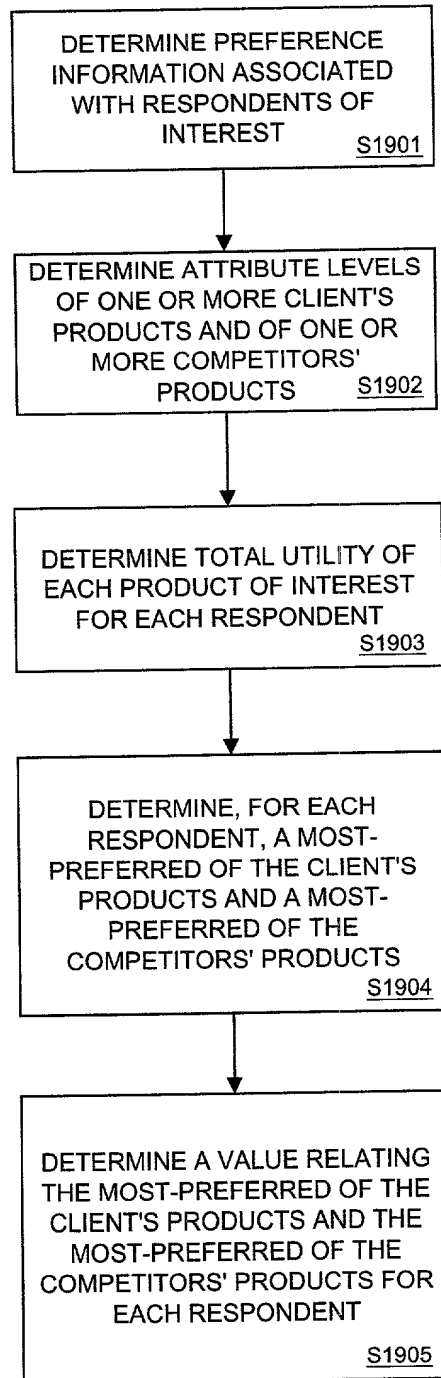 DETERMINE PREFERENCE
INFORMATION ASSOCIATED
WITH RESPONDENTS OF
INTEREST
S1901
DETERMINE ATTRIBUTE LEVELS
OF ONE OR MORE CLIENT'S
PRODUCTS AND OF ONE OR
MORE COMPETITORS'
PRODUCTS
S1902
DETERMINE TOTAL UTILITY OF
EACH PRODUCT OF INTEREST
FOR EACH RESPONDENT
S1903
DETERMINE, FOR EACH
RESPONDENT, A MOST-
PREFERRED OF THE CLIENT'S
PRODUCTS AND A MOST-
PREFERRED OF THE
COMPETITORS' PRODUCTS
S1904
DETERMINE A VALUE RELATING
THE MOST-PREFERRED OF THE
CLIENT'S PRODUCTS AND THE
MOST-PREFERRED OF THE
COMPETITORS' PRODUCTS FOR
EACH RESPONDENT
S1905